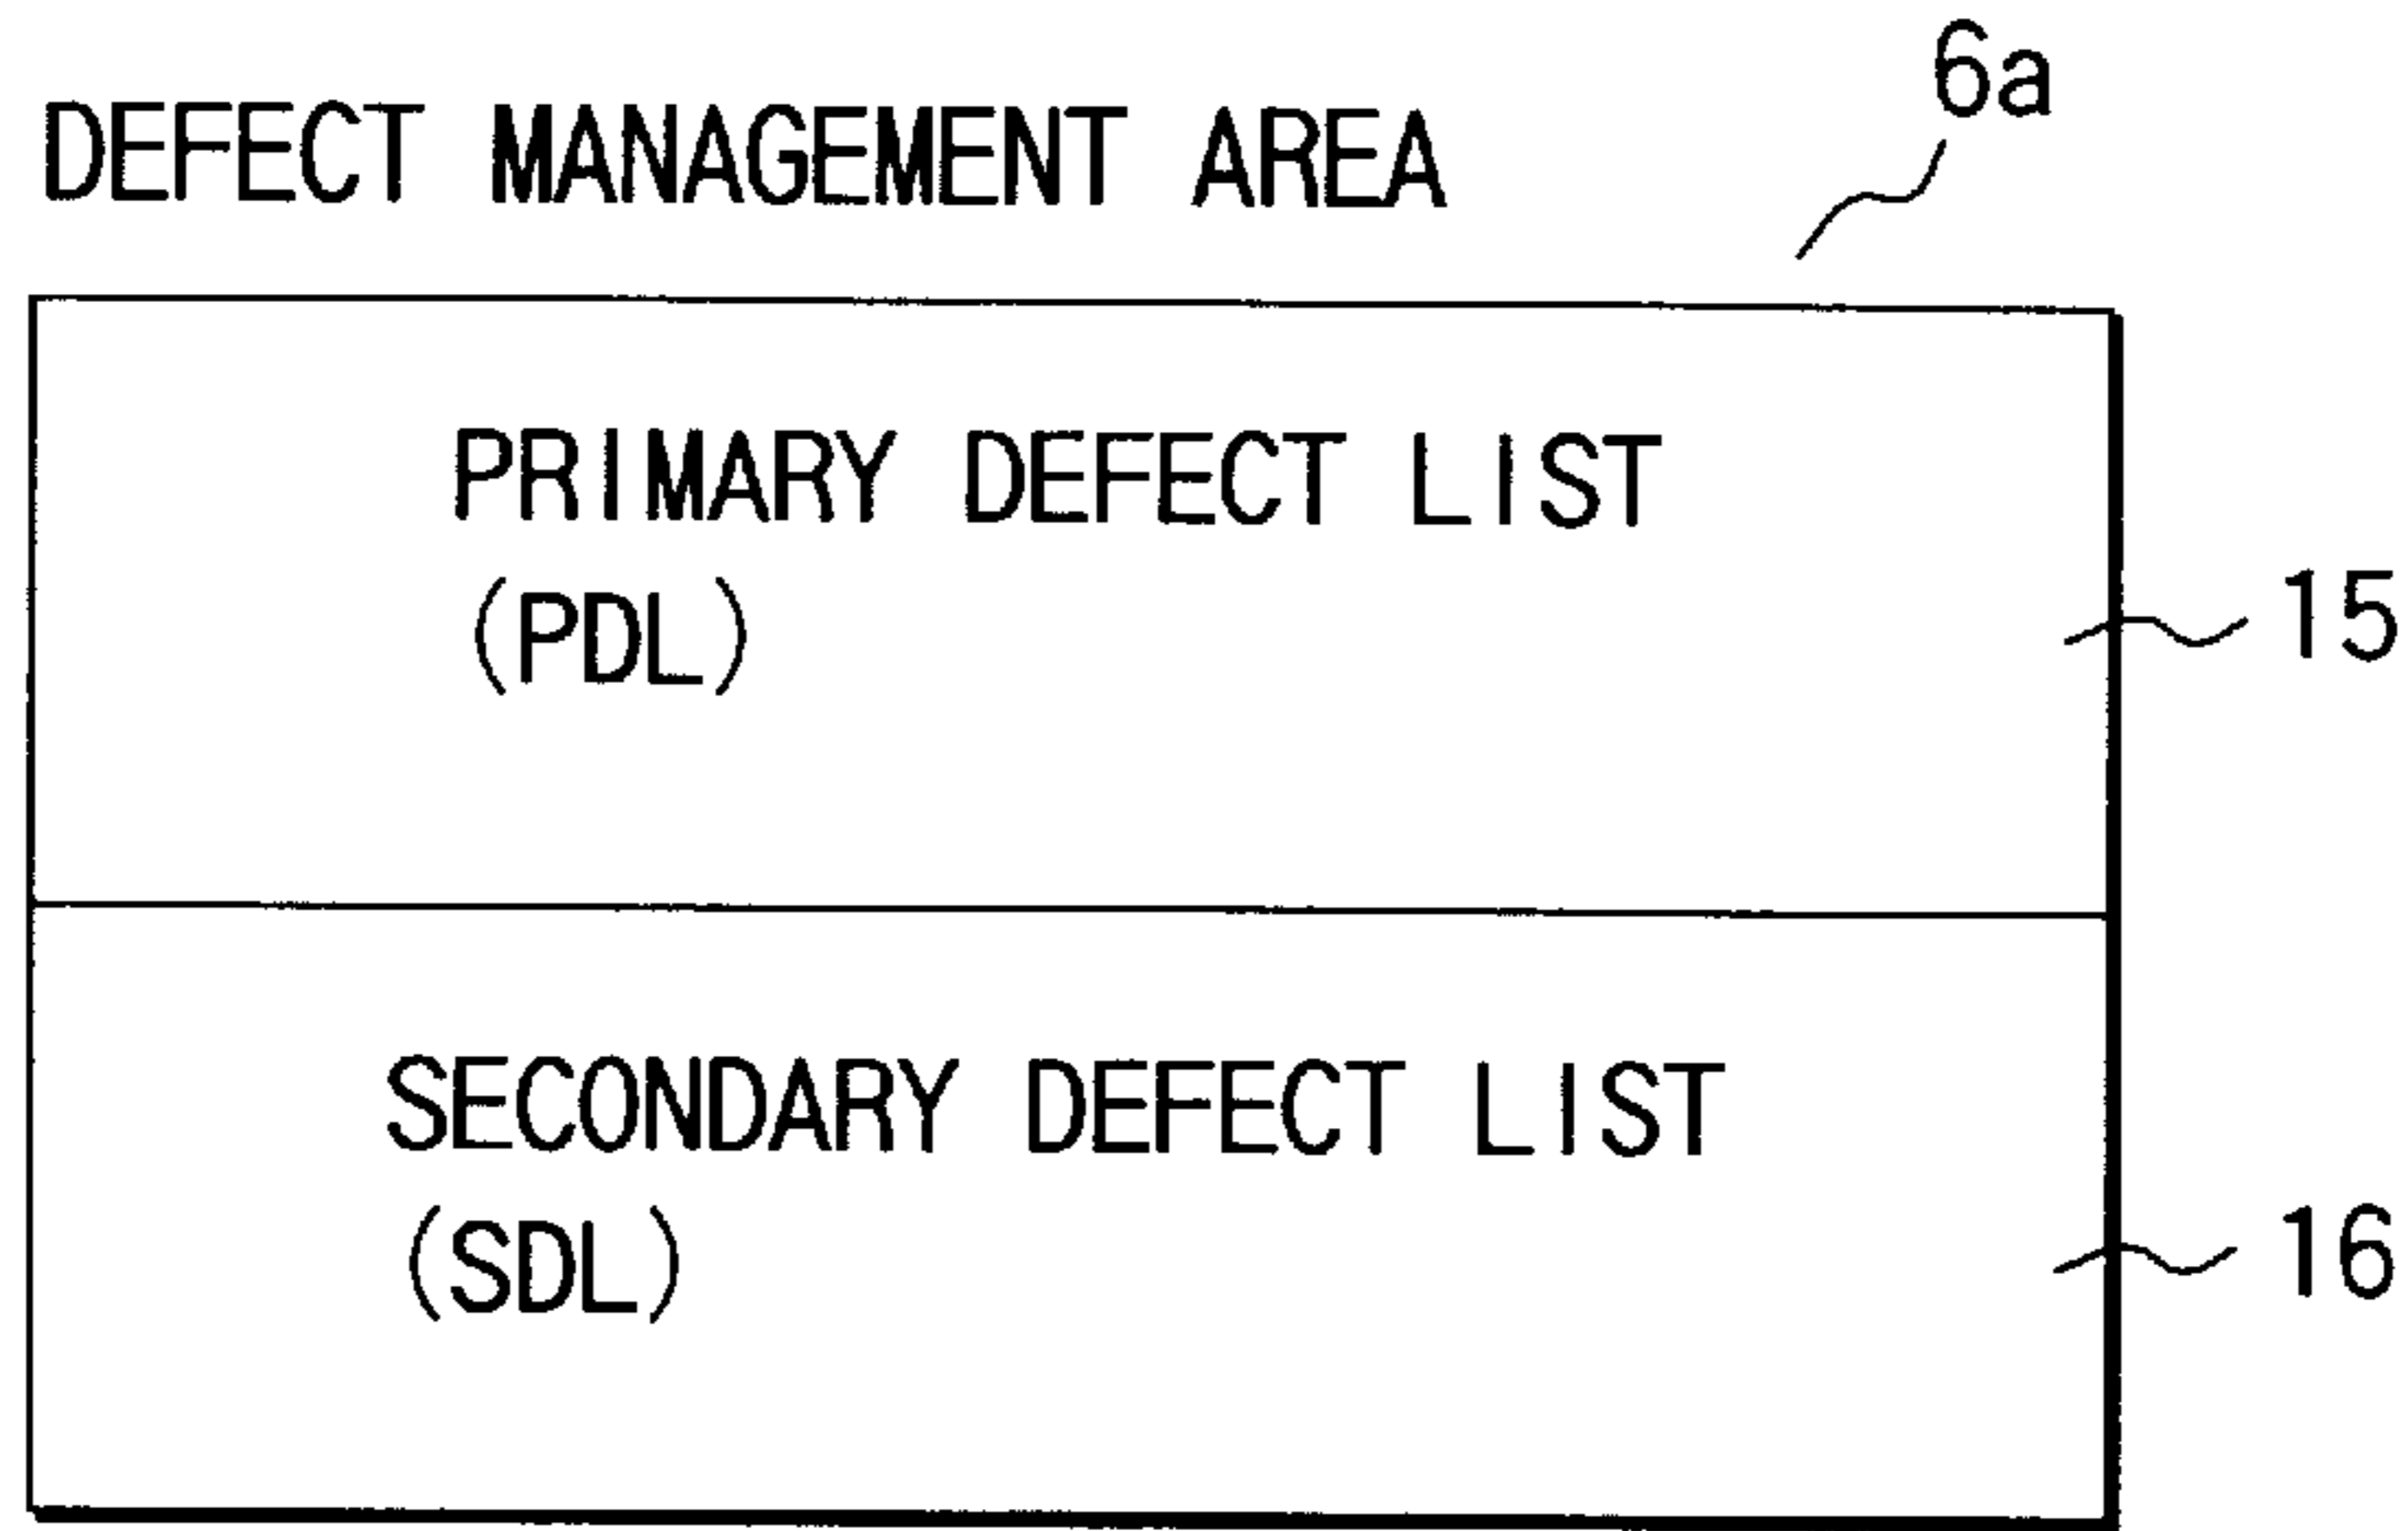 6a
DEFECT MANAGEMENT AREA
PRIMARY DEFECT LIST
(PDL)
15
SECONDARY DEFECT LIST
(SDL)
16